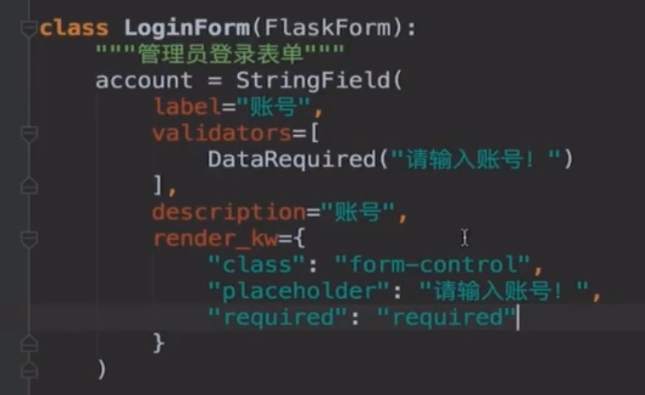 class LoginForm(FlaskForm):
    """管理员登录表单"""
    account = StringField(
        label="账号",
        validators=[
            DataRequired("请输入账号！")
        ],
        description="账号",
        render_kw={
            "class": "form-control",
            "placeholder": "请输入账号！",
            "required": "required"
        }
    )